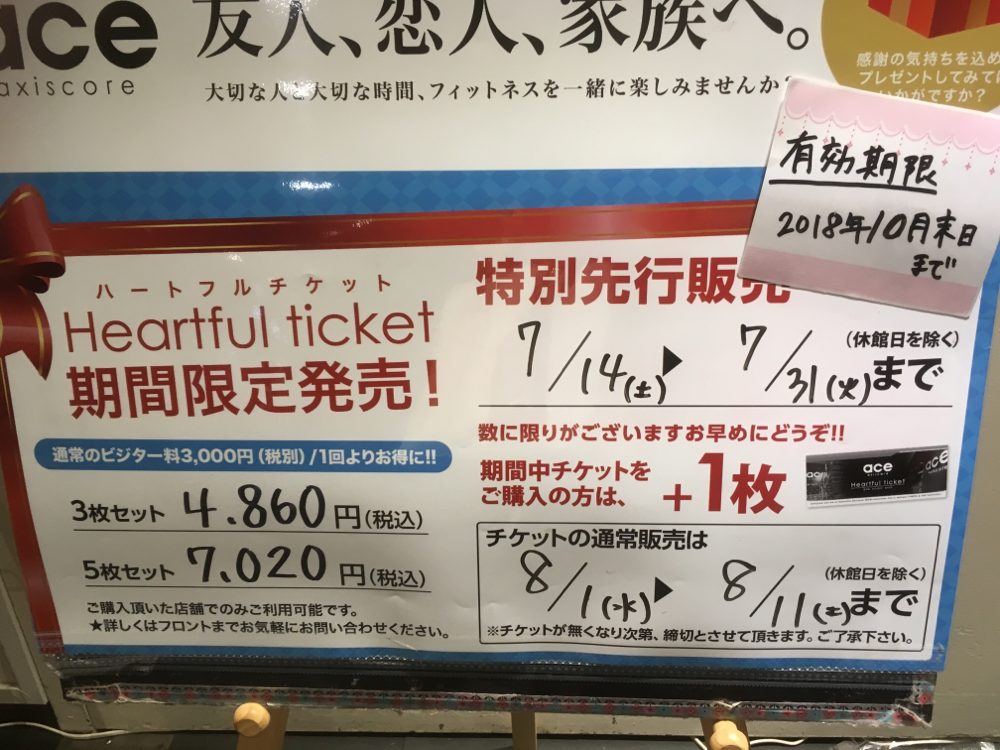 ace
axiscore
友人、恋人、家族へ。
大切な人と大切な時間、フィットネスを一緒に楽しみませんか?
感謝の気持ちを込め
プレゼントしてみて
いかがですか?
有効期限
2018年10月末日
まで
ハートフルチケット
Heartful ticket
期間限定発売!
通常のビジター料3,000円(税別)/1回よりお得に!!
3枚セット 4.860円(税込)
5枚セット 7.020円(税込)
ご購入頂いた店舗でのみご利用可能です。
★詳しくはフロントまでお気軽にお問い合わせください。
特別先行販売
7/14(土)▶7/31(火)まで
(休館日を除く)
数に限りがございますお早めにどうぞ!!
期間中チケットを
ご購入の方は、
+1枚
ace
ace
Heartful ticket
チケットの通常販売は
8/1(水)▶8/11(土)まで
(休館日を除く)
※チケットが無くなり次第、締切とさせて頂きます。ご了承下さい。